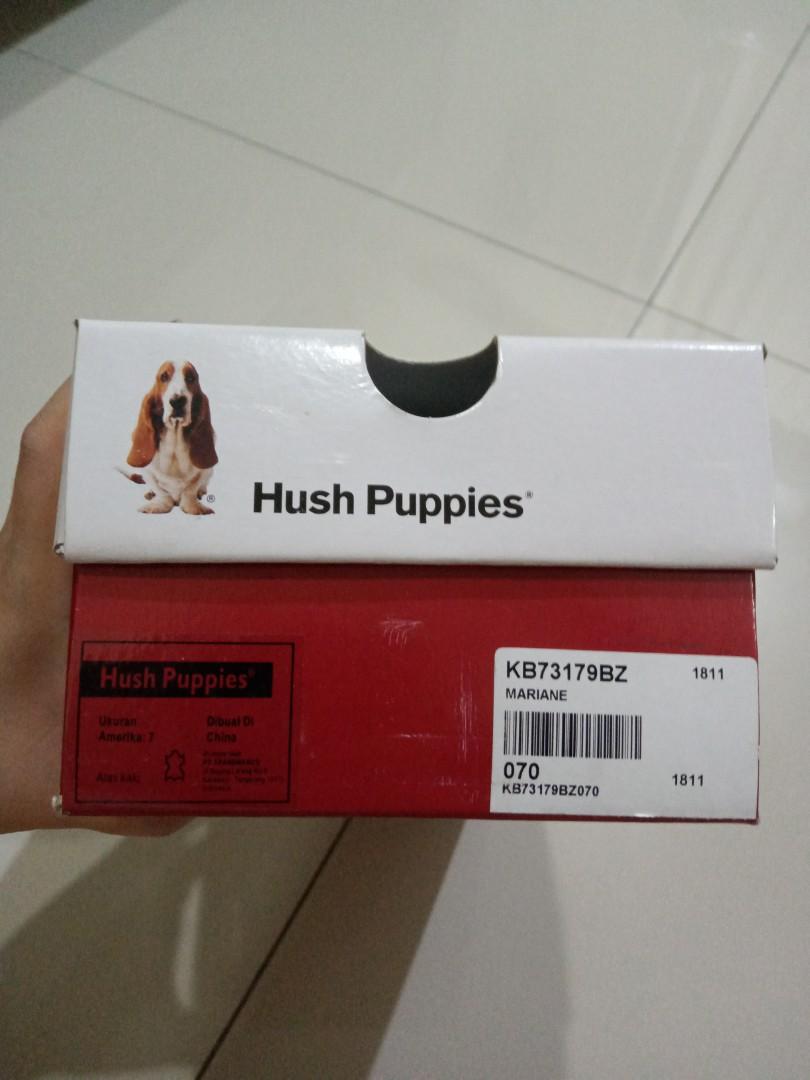 ®
Hush Puppies®
Hush Puppies®
Ukuran
Amerika: 7
Dibuat Di
China
Alas kaki:
KB73179BZ
1811
MARIANE
070
1811
KB73179BZ070